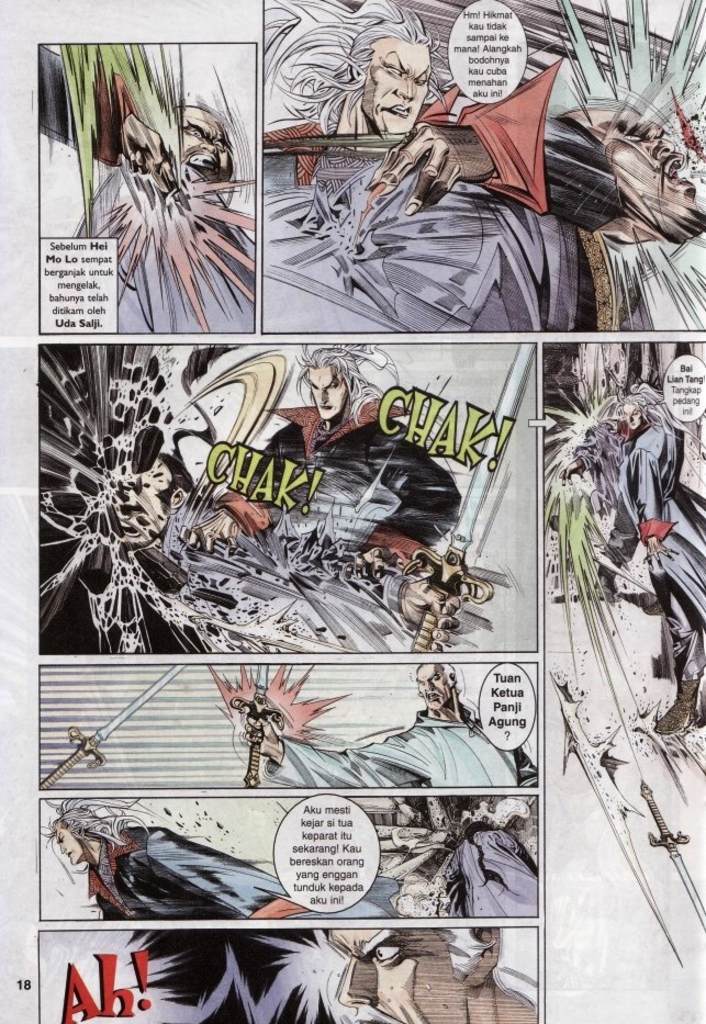 Sebelum Hei
Mo Lo sempat
berganjak untuk
mengelak,
bahunya telah
ditikam oleh
Uda Salji.
Hm! Hikmat
kau tidak
sampai ke
mana! Alangkah
bodohnya
kau cuba
menahan
aku ini!
CHAK!
CHAK!
Bai
Lian Tang!
Tangkap
pedang
ini!
Tuan
Ketua
Panji
Agung
?
Aku mesti
kejar si tua
keparat itu
sekarang! Kau
bereskan orang
yang enggan
tunduk kepada
aku ini!
Ah!
18